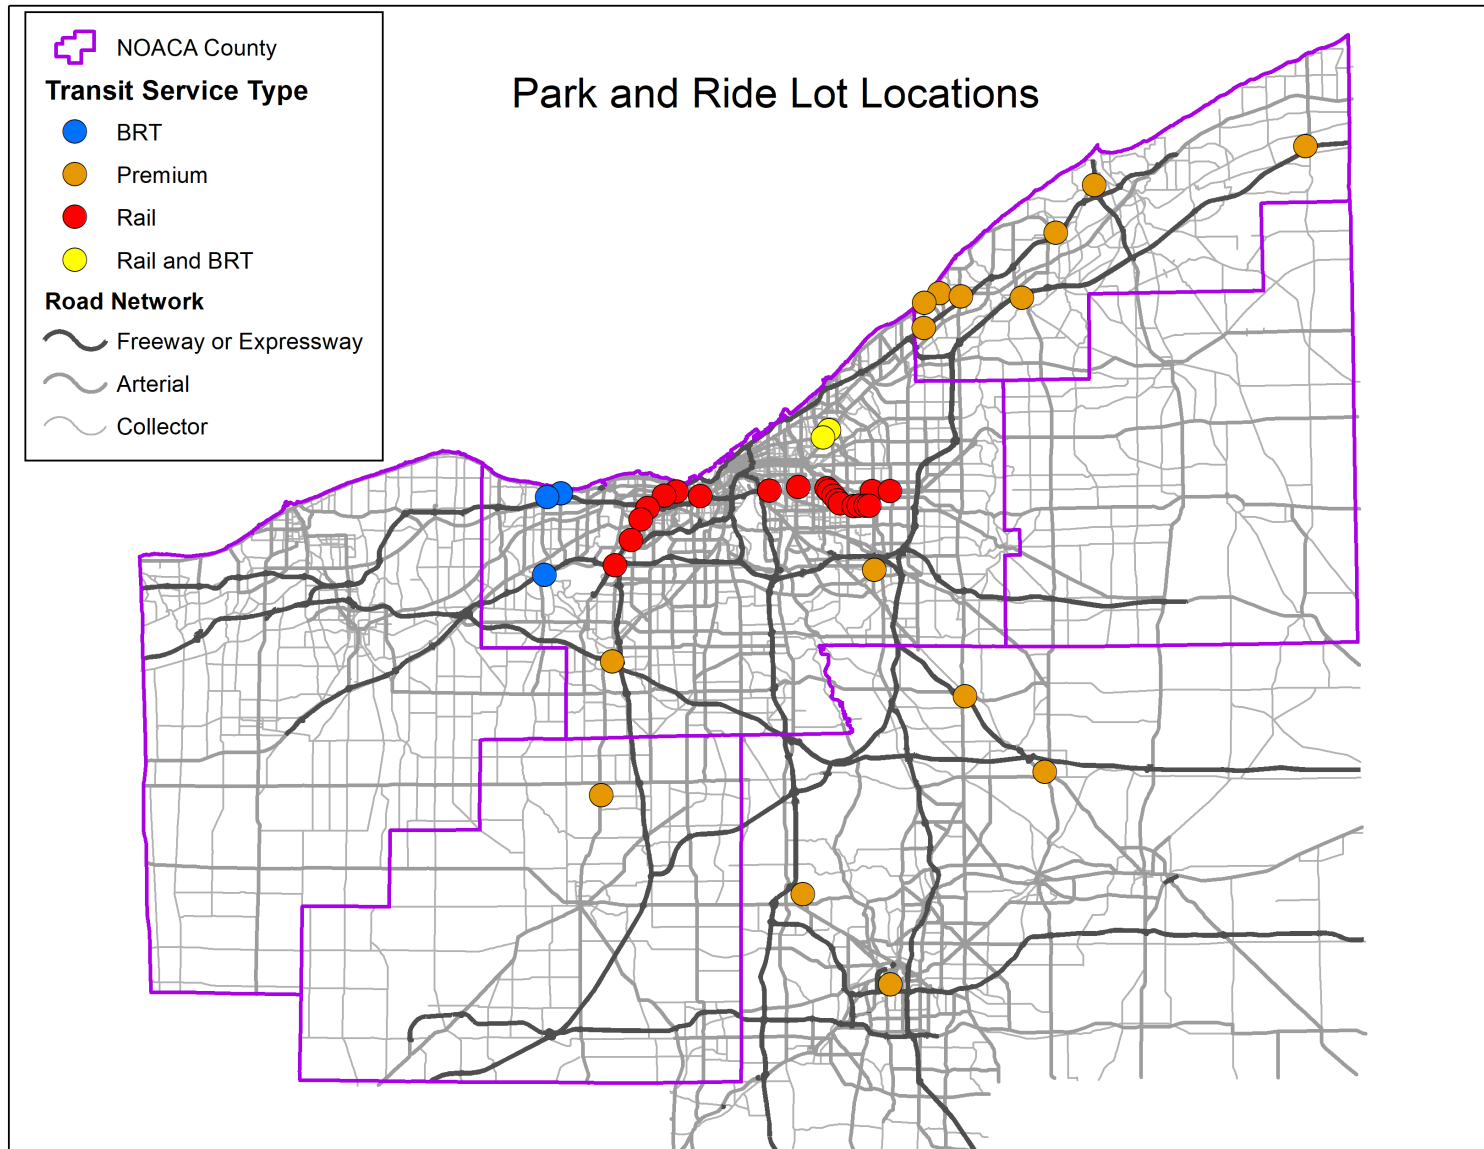 Park and Ride Lot Locations
NOACA County
Transit Service Type
BRT
Premium
Rail
Rail and BRT
Road Network
Freeway or Expressway
Arterial
Collector